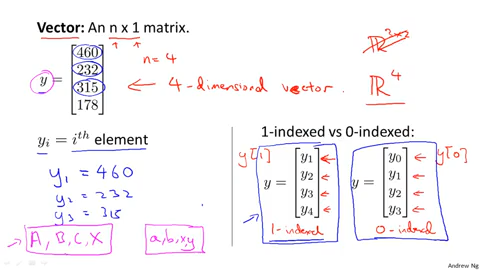 Vector: An n x 1 matrix.
y = [460
232
315
178]
n = 4
← 4-dimensional vector.
ℝ³ˣ²
ℝ⁴
yᵢ = iᵗʰ element
y₁ = 460
y₂ = 232
y₃ = 315
A, B, C, X
a, b, x, y
1-indexed vs 0-indexed:
y[1]
y = [y₁
y₂
y₃
y₄]
1-indexed
y[0]
y = [y₀
y₁
y₂
y₃]
0-indexed
Andrew Ng